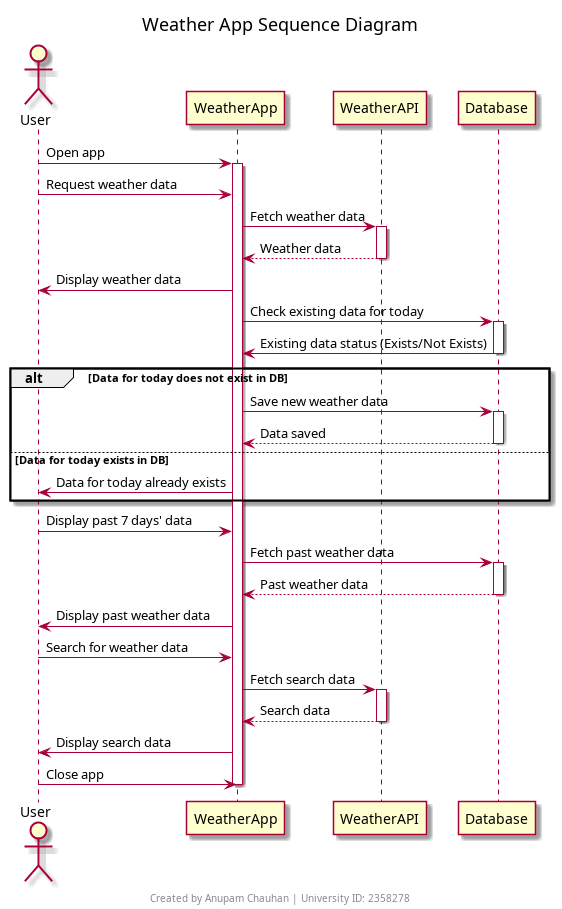 Weather App Sequence Diagram
User
WeatherApp
WeatherAPI
Database
Open app
Request weather data
Fetch weather data
Weather data
Display weather data
Check existing data for today
Existing data status (Exists/Not Exists)
alt [Data for today does not exist in DB]
Save new weather data
Data saved
[Data for today exists in DB]
Data for today already exists
Display past 7 days' data
Fetch past weather data
Past weather data
Display past weather data
Search for weather data
Fetch search data
Search data
Display search data
Close app
User
WeatherApp
WeatherAPI
Database
Created by Anupam Chauhan | University ID: 2358278